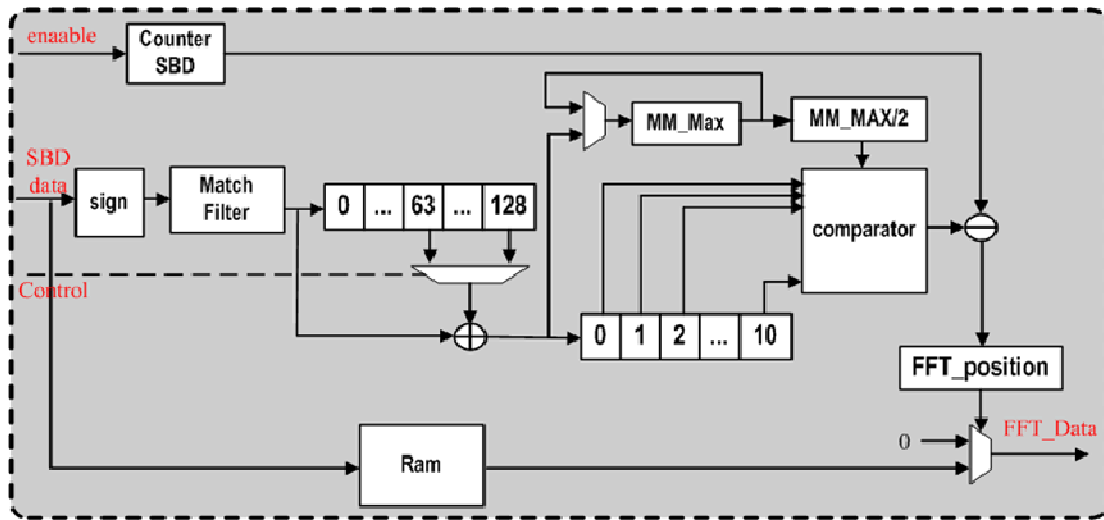 enaable
Counter
SBD
MM_Max
MM_MAX/2
SBD
data
sign
Match
Filter
0 ... 63 ... 128
comparator
Control
0 1 2 ... 10
FFT_position
0
FFT_Data
Ram